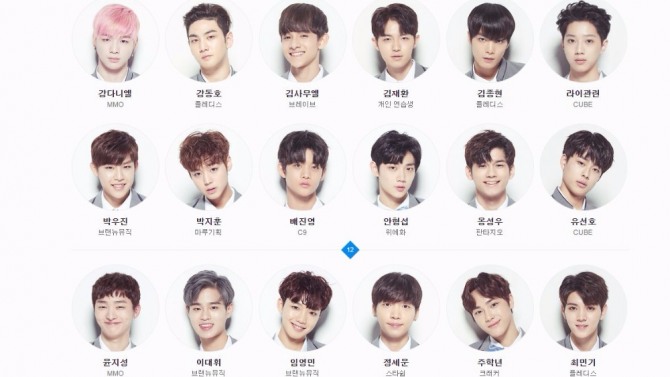 강다니엘 강동호 김사무엘 김재환 김종현 라이관린
MMO 플레디스 브레이브 개인 연습생 플레디스 CUBE
박우진 박지훈 배진영 안형섭 옹성우 유선호
브랜뉴뮤직 마루기획 C9 위에화 판타지오 CUBE
12
윤지성 이대휘 임영민 정세운 주학년 최민기
MMO 브랜뉴뮤직 브랜뉴뮤직 스타쉽 크래커 플레디스